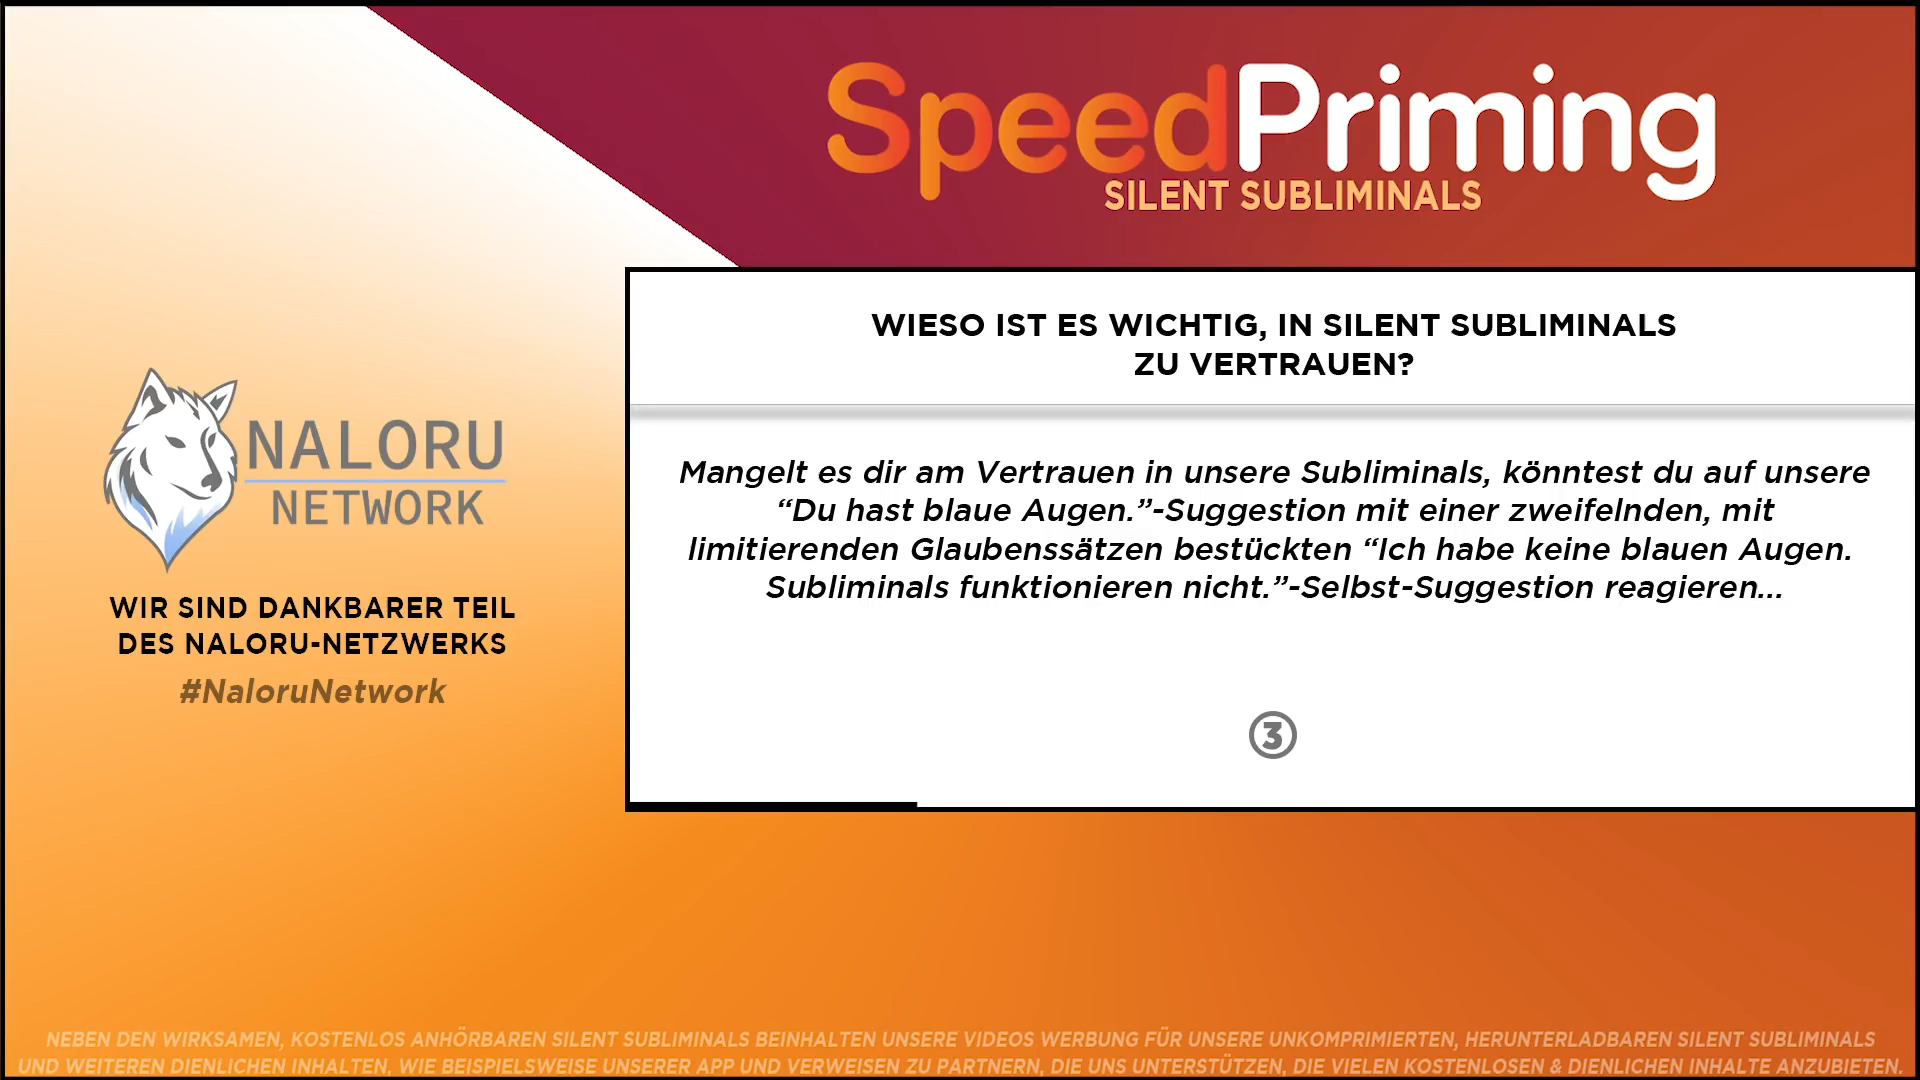 SpeedPriming
SILENT SUBLIMINALS
WIESO IST ES WICHTIG, IN SILENT SUBLIMINALS
ZU VERTRAUEN?
Mangelt es dir am Vertrauen in unsere Subliminals, könntest du auf unsere
“Du hast blaue Augen.”-Suggestion mit einer zweifelnden, mit
limitierenden Glaubenssätzen bestückten “Ich habe keine blauen Augen.
Subliminals funktionieren nicht.”-Selbst-Suggestion reagieren...
3
NALORU
NETWORK
WIR SIND DANKBARER TEIL
DES NALORU-NETZWERKS
#NaloruNetwork
NEBEN DEN WIRKSAMEN, KOSTENLOS ANHÖRBAREN SILENT SUBLIMINALS BEINHALTEN UNSERE VIDEOS WERBUNG FÜR UNSERE UNKOMPRIMIERTEN, HERUNTERLADBAREN SILENT SUBLIMINALS
UND WEITEREN DIENLICHEN INHALTEN, WIE BEISPIELSWEISE UNSERER APP UND VERWEISEN ZU PARTNERN, DIE UNS UNTERSTÜTZEN, DIE VIELEN KOSTENLOSEN & DIENLICHEN INHALTE ANZUBIETEN.